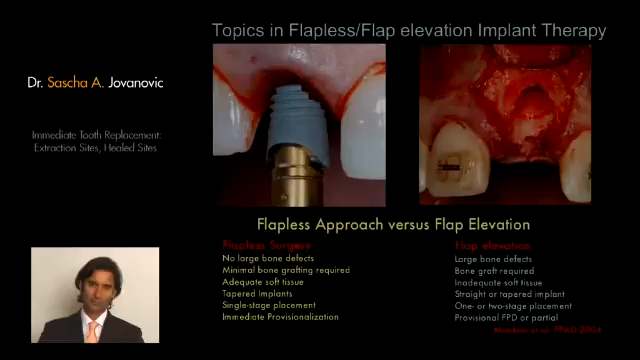 Topics in Flapless/Flap elevation Implant Therapy
Dr. Sascha A. Jovanovic
Immediate Tooth Replacement:
Extraction Sites, Healed Sites
Flapless Approach versus Flap Elevation
Flapless Surgery
No large bone defects
Minimal bone grafting required
Adequate soft tissue
Tapered Implants
Single-stage placement
Immediate Provisionalization
Flap elevation
Large bone defects
Bone graft required
Inadequate soft tissue
Straight or tapered implant
One- or two-stage placement
Provisional FPD or partial
et al. 2004